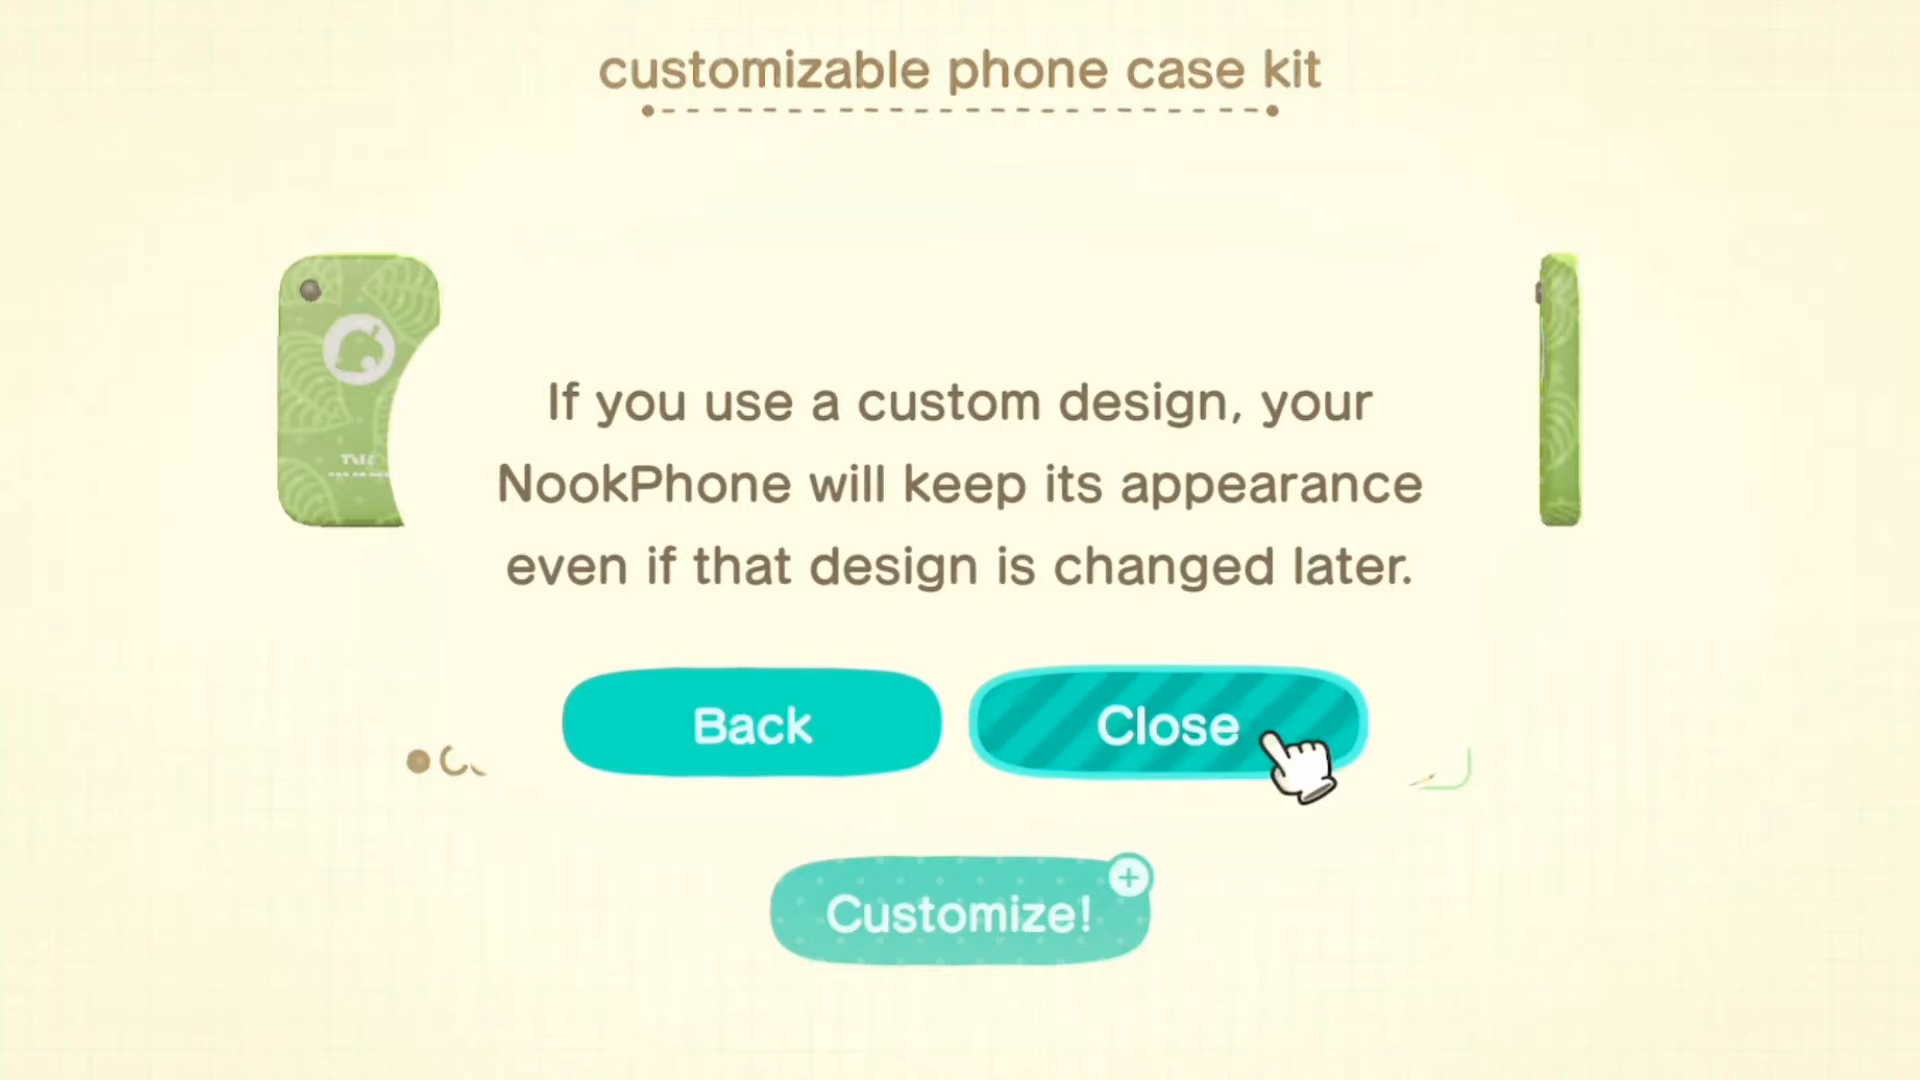 customizable phone case kit
If you use a custom design, your
NookPhone will keep its appearance
even if that design is changed later.
Back
Close
Customize!